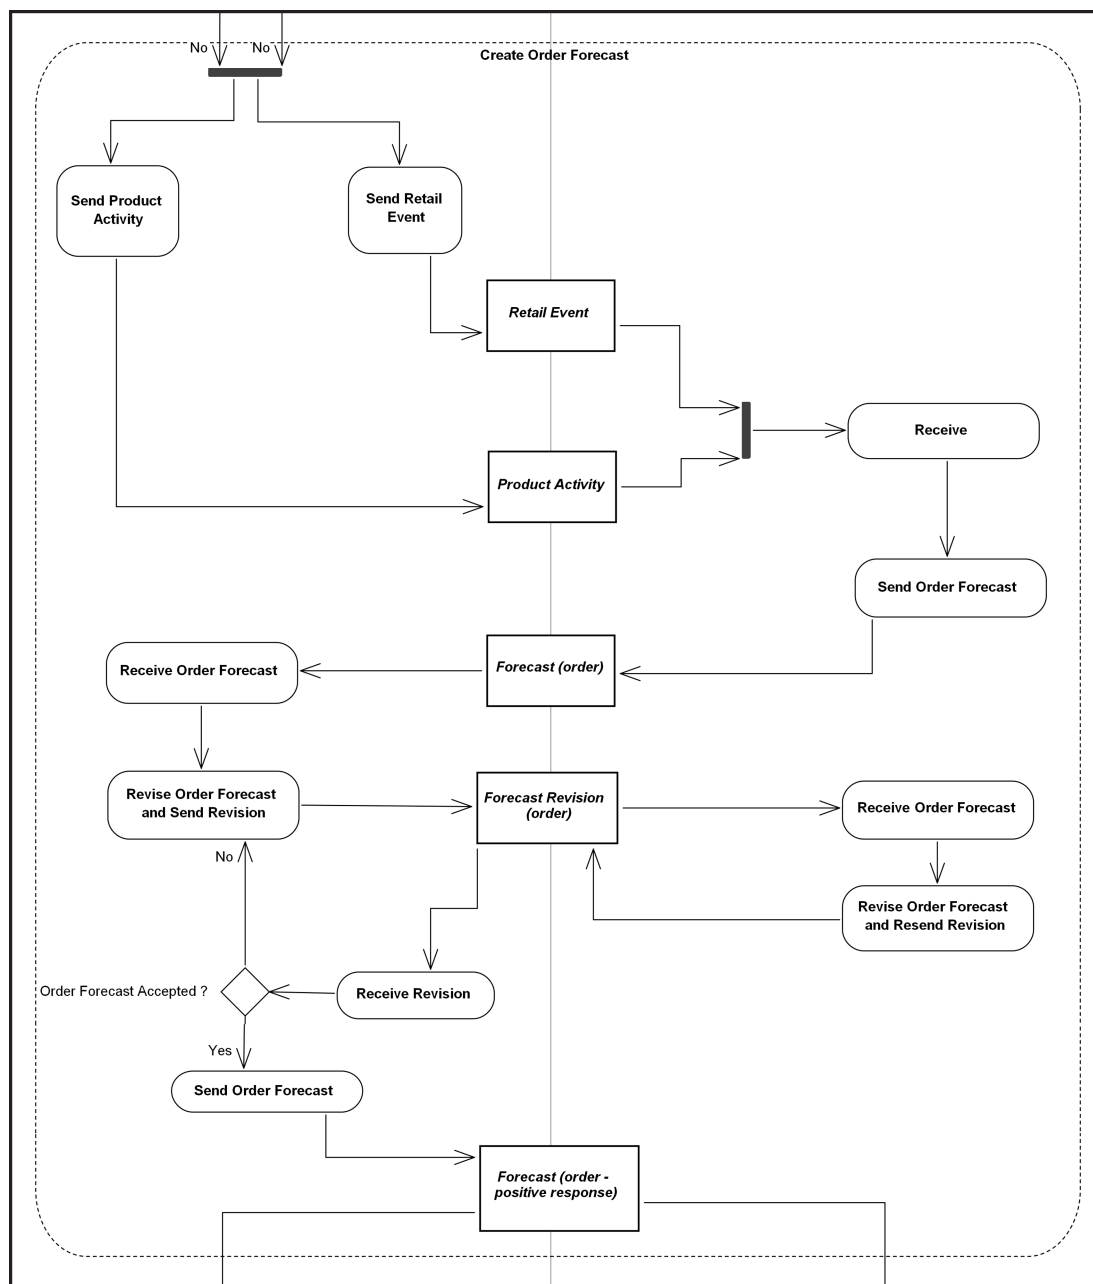 No No
Create Order Forecast
Send Product
Activity
Send Retail
Event
Retail Event
Receive
Product Activity
Send Order Forecast
Receive Order Forecast
Forecast (order)
Revise Order Forecast
and Send Revision
Forecast Revision
(order)
Receive Order Forecast
No
Revise Order Forecast
and Resend Revision
Order Forecast Accepted ?
Receive Revision
Yes
Send Order Forecast
Forecast (order -
positive response)